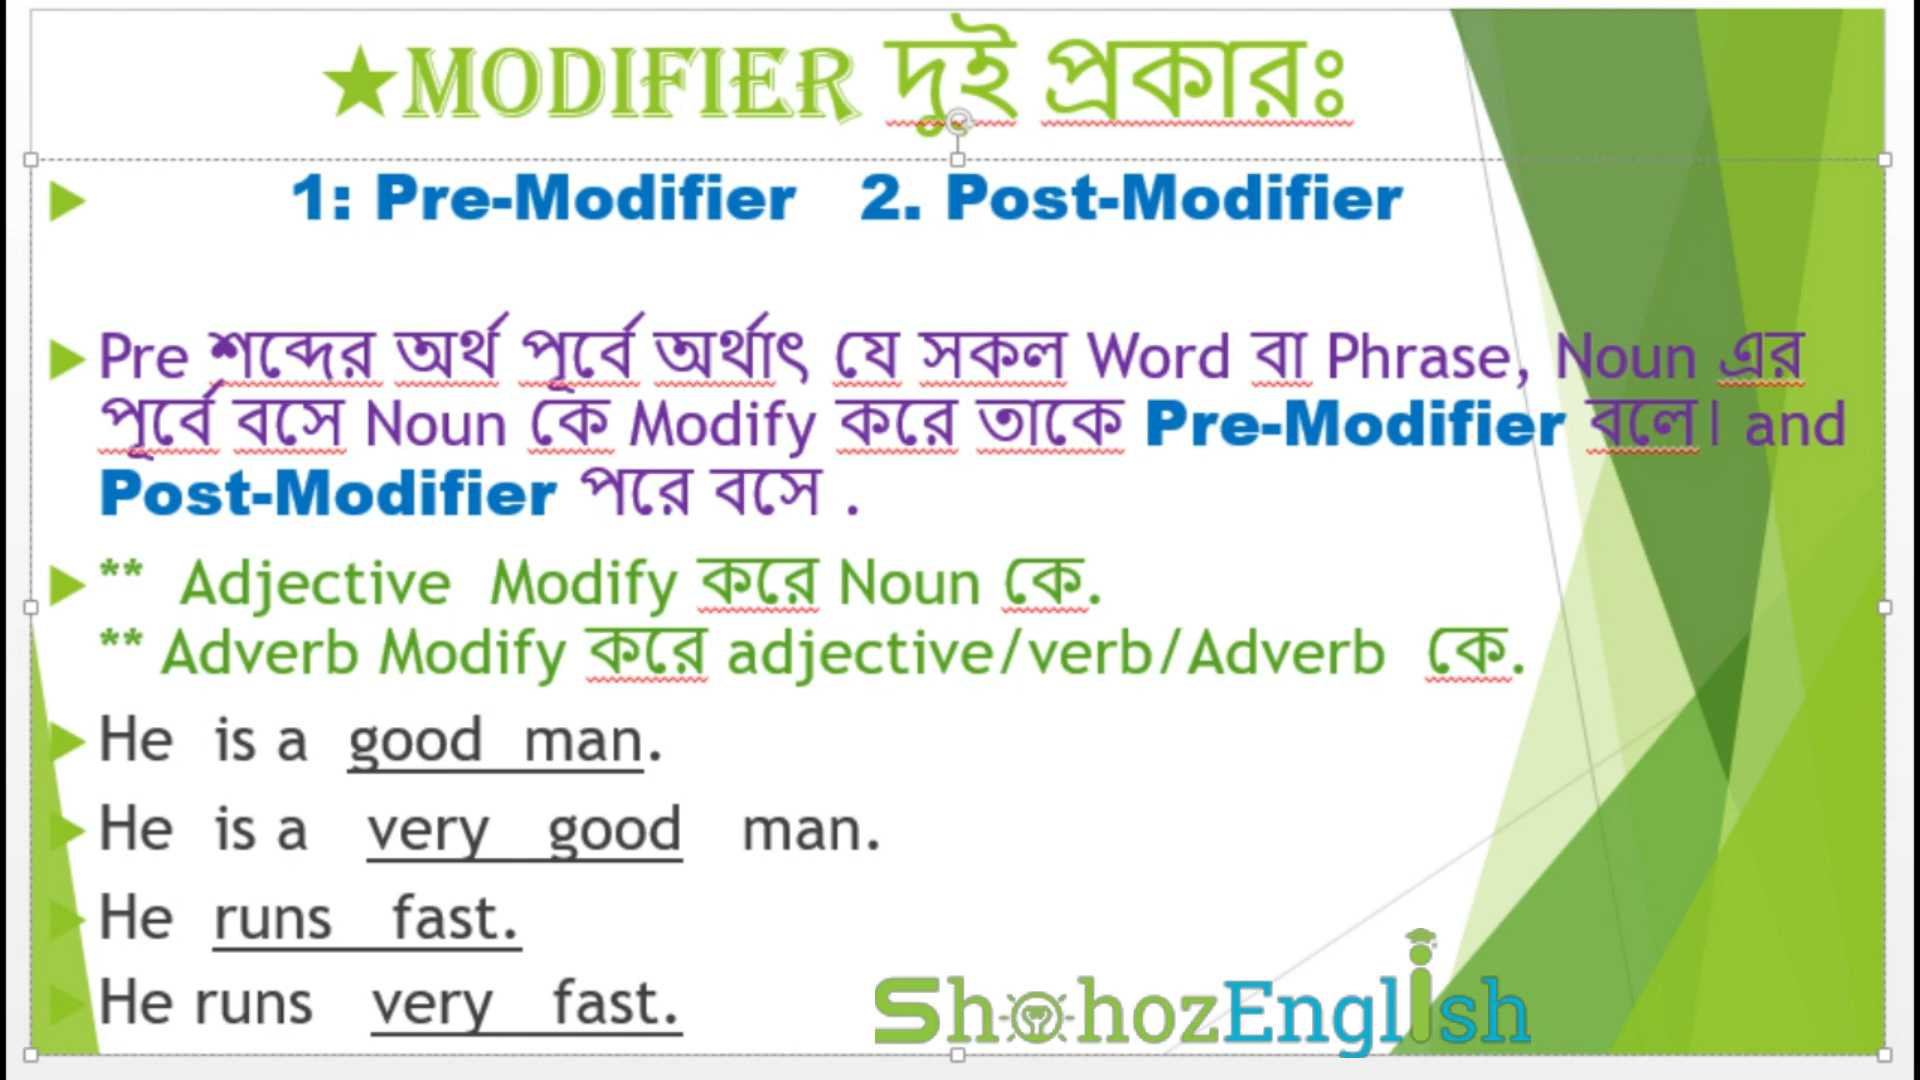 ★MODIFIER দুই প্রকারঃ
1: Pre-Modifier 2. Post-Modifier
Pre শব্দের অর্থ পূর্বে অর্থাৎ যে সকল Word বা Phrase, Noun এর
পূর্বে বসে Noun কে Modify করে তাকে Pre-Modifier বলে। and
Post-Modifier পরে বসে .
** Adjective Modify করে Noun কে.
** Adverb Modify করে adjective/verb/Adverb কে.
He is a good man.
He is a very good man.
He runs fast.
He runs very fast.
ShohozEnglish